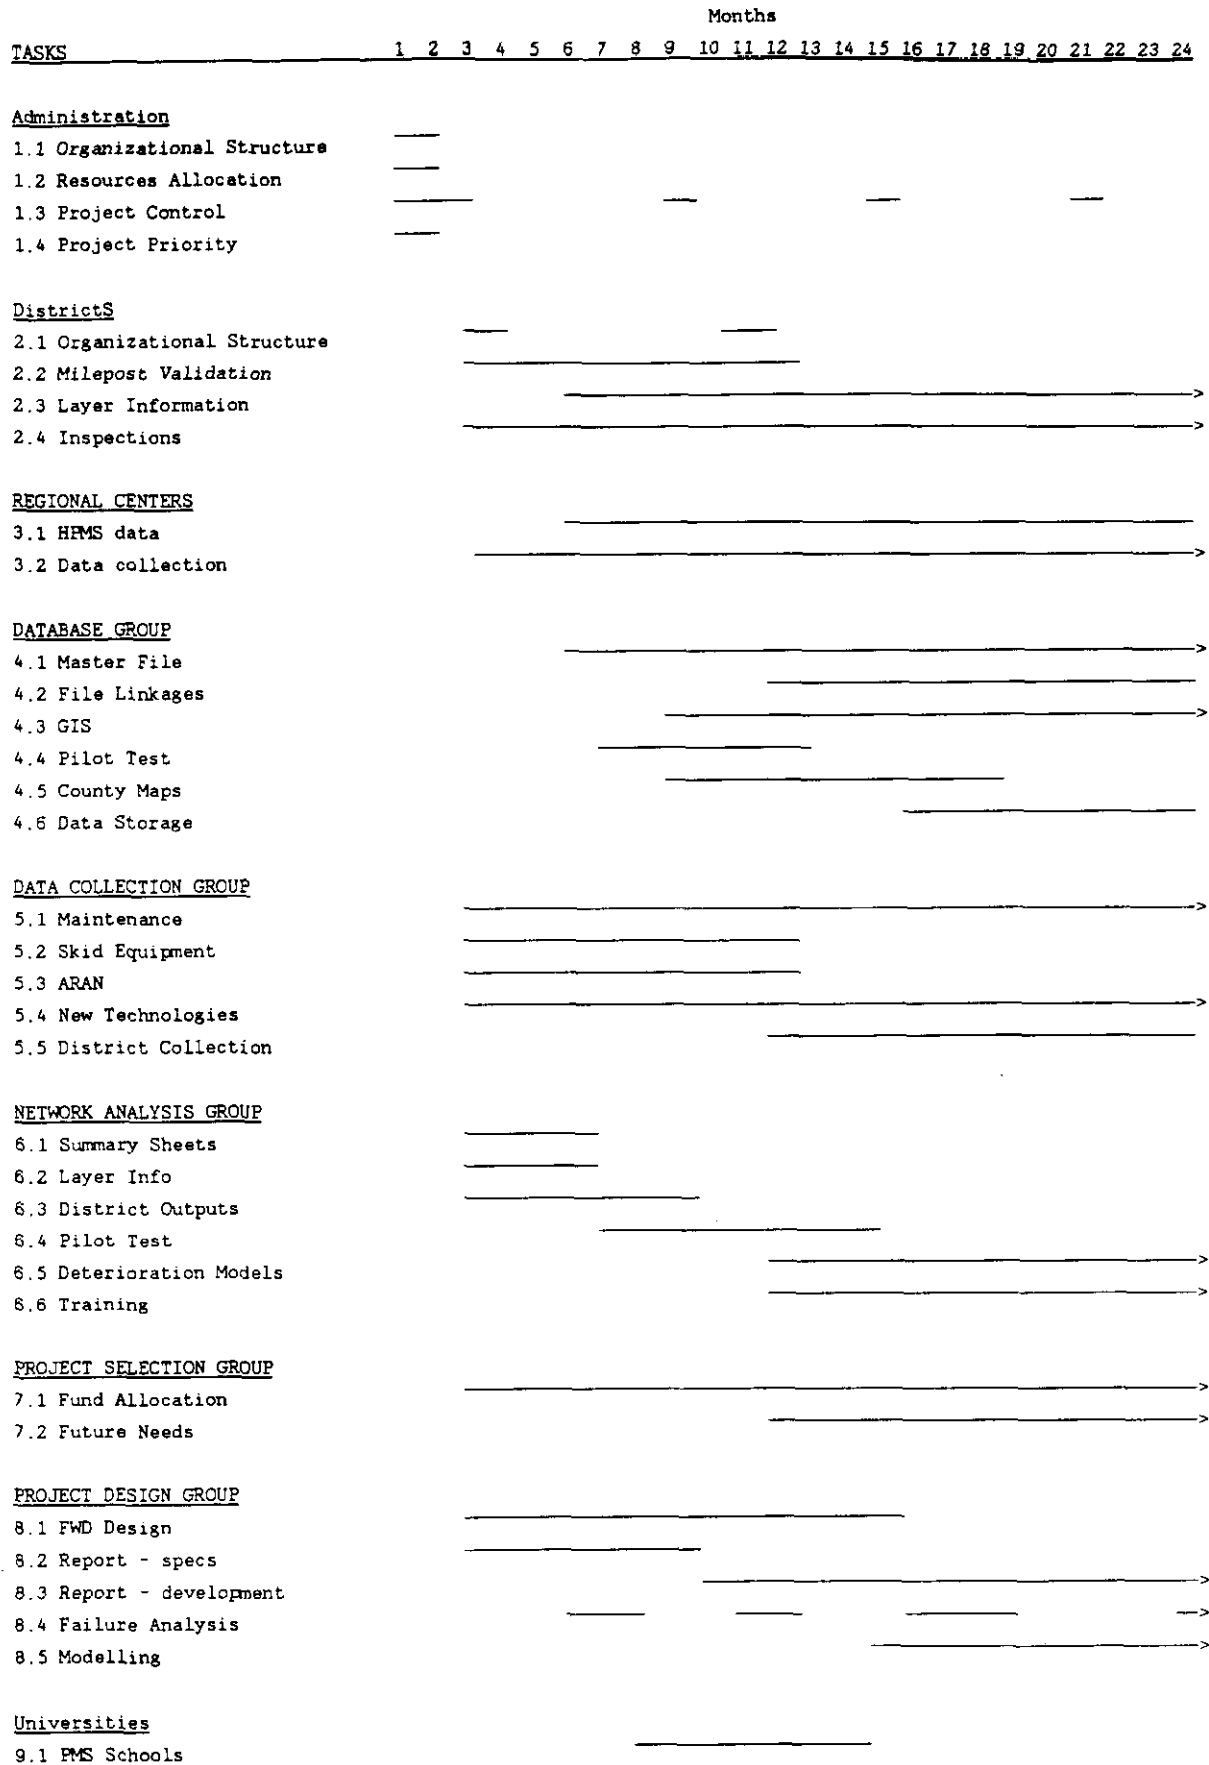 Months
TASKS 1 2 3 4 5 6 7 8 9 10 11 12 13 14 15 16 17 18 19 20 21 22 23 24
Administration
1.1 Organizational Structure
1.2 Resources Allocation
1.3 Project Control
1.4 Project Priority
DistrictS
2.1 Organizational Structure
2.2 Milepost Validation
2.3 Layer Information
2.4 Inspections
REGIONAL CENTERS
3.1 HPMS data
3.2 Data collection
DATABASE GROUP
4.1 Master File
4.2 File Linkages
4.3 GIS
4.4 Pilot Test
4.5 County Maps
4.6 Data Storage
DATA COLLECTION GROUP
5.1 Maintenance
5.2 Skid Equipment
5.3 ARAN
5.4 New Technologies
5.5 District Collection
NETWORK ANALYSIS GROUP
6.1 Summary Sheets
6.2 Layer Info
6.3 District Outputs
6.4 Pilot Test
6.5 Deterioration Models
6.6 Training
PROJECT SELECTION GROUP
7.1 Fund Allocation
7.2 Future Needs
PROJECT DESIGN GROUP
8.1 FWD Design
8.2 Report - specs
8.3 Report - development
8.4 Failure Analysis
8.5 Modelling
Universities
9.1 PMS Schools